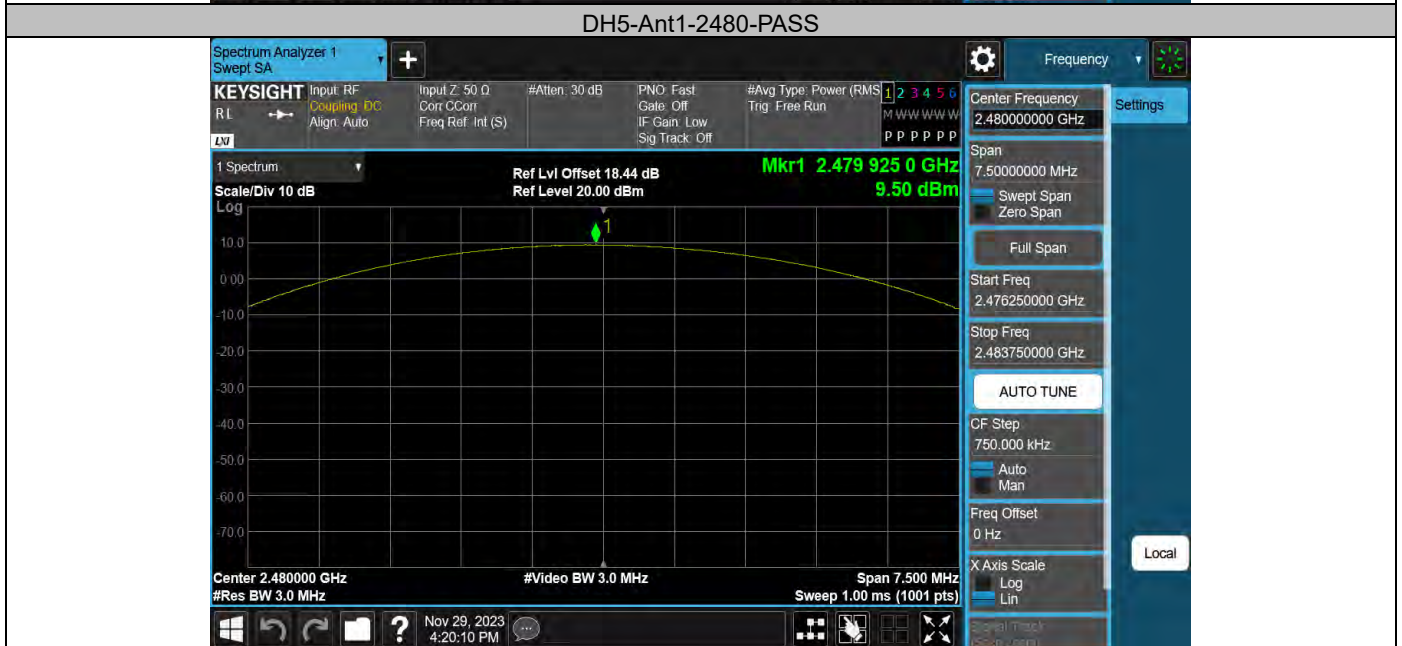 DH5-Ant1-2480-PASS
Spectrum Analyzer 1
Swept SA
Frequency
KEYSIGHT
RL
LXI
Input: RF
Coupling: DC
Align: Auto
Input Z: 50 Ω
Corr CCorr
Freq Ref: Int (S)
#Atten: 30 dB
PNO: Fast
Gate: Off
IF Gain: Low
Sig Track: Off
#Avg Type: Power (RMS
Trig: Free Run
1 2 3 4 5 6
M W W W W W
P P P P P P
Center Frequency
2.480000000 GHz
Settings
Span
7.50000000 MHz
Swept Span
Zero Span
Full Span
Start Freq
2.476250000 GHz
Stop Freq
2.483750000 GHz
AUTO TUNE
CF Step
750.000 kHz
Auto
Man
Freq Offset
0 Hz
X Axis Scale
Log
Lin
Signal Track
Local
1 Spectrum
Scale/Div 10 dB
Ref Lvl Offset 18.44 dB
Ref Level 20.00 dBm
Mkr1 2.479 925 0 GHz
9.50 dBm
Log
1
10.0
0.00
-10.0
-20.0
-30.0
-40.0
-50.0
-60.0
-70.0
Center 2.480000 GHz
#Video BW 3.0 MHz
Span 7.500 MHz
#Res BW 3.0 MHz
Sweep 1.00 ms (1001 pts)
?
Nov 29, 2023
4:20:10 PM